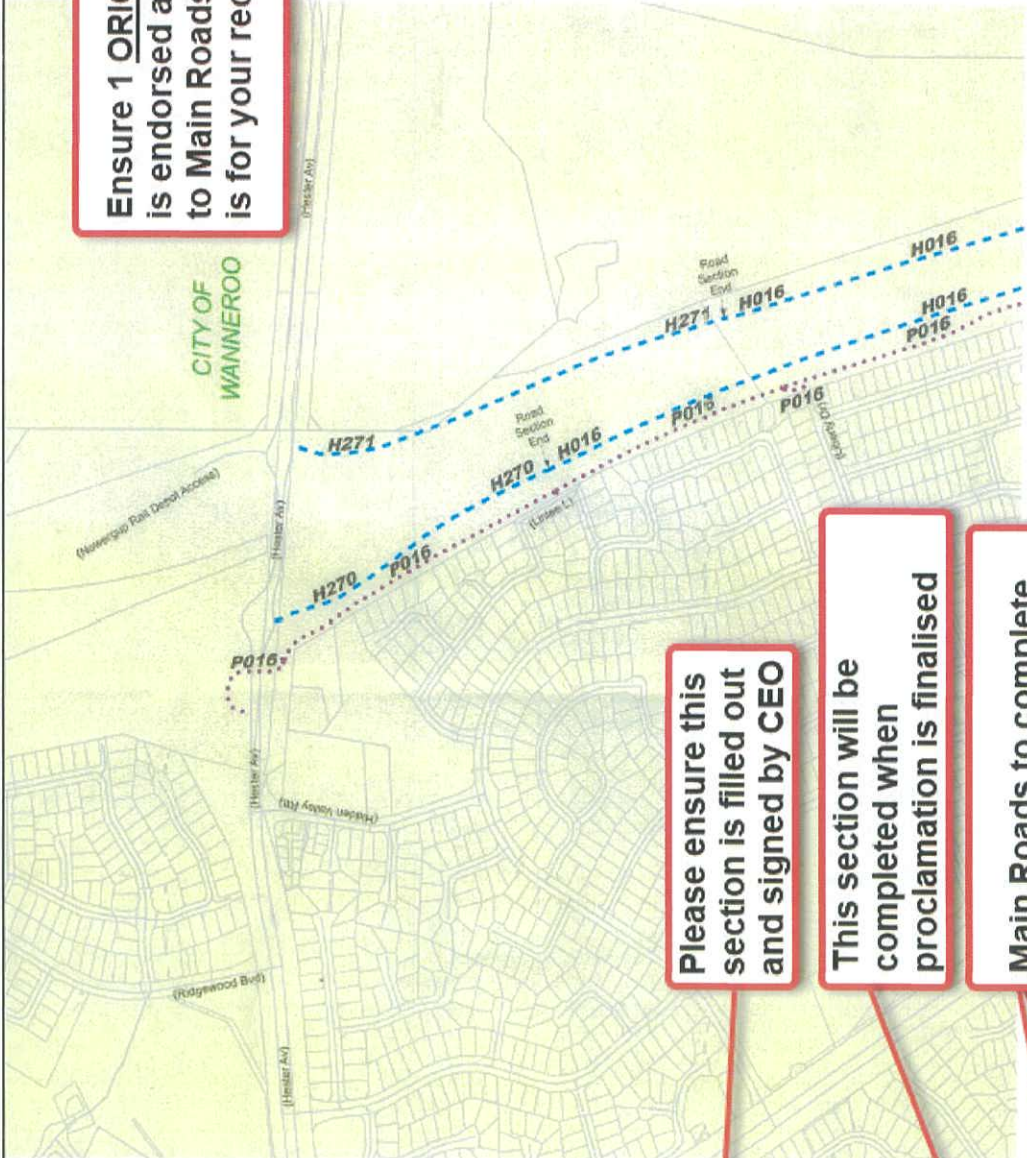 Ensure 1 ORI
is endorsed a
to Main Roads
is for your rec
CITY OF
WANNEROO
(Hester Av)
(Nowergup Rail Depot Access)
(Hester Av)
H271
Road
Section
End
H271
H016
H016
H016
P016
Road
Section
End
H270
H016
P016
P016
(Liberty Dr)
(Linlee L)
H270
P016
P016
(Hester Av)
(Hidden Valley Rtt)
(Ridgewood Bvd)
(Hester Av)
Please ensure this
section is filled out
and signed by CEO
This section will be
completed when
proclamation is finalised
Main Roads to complete